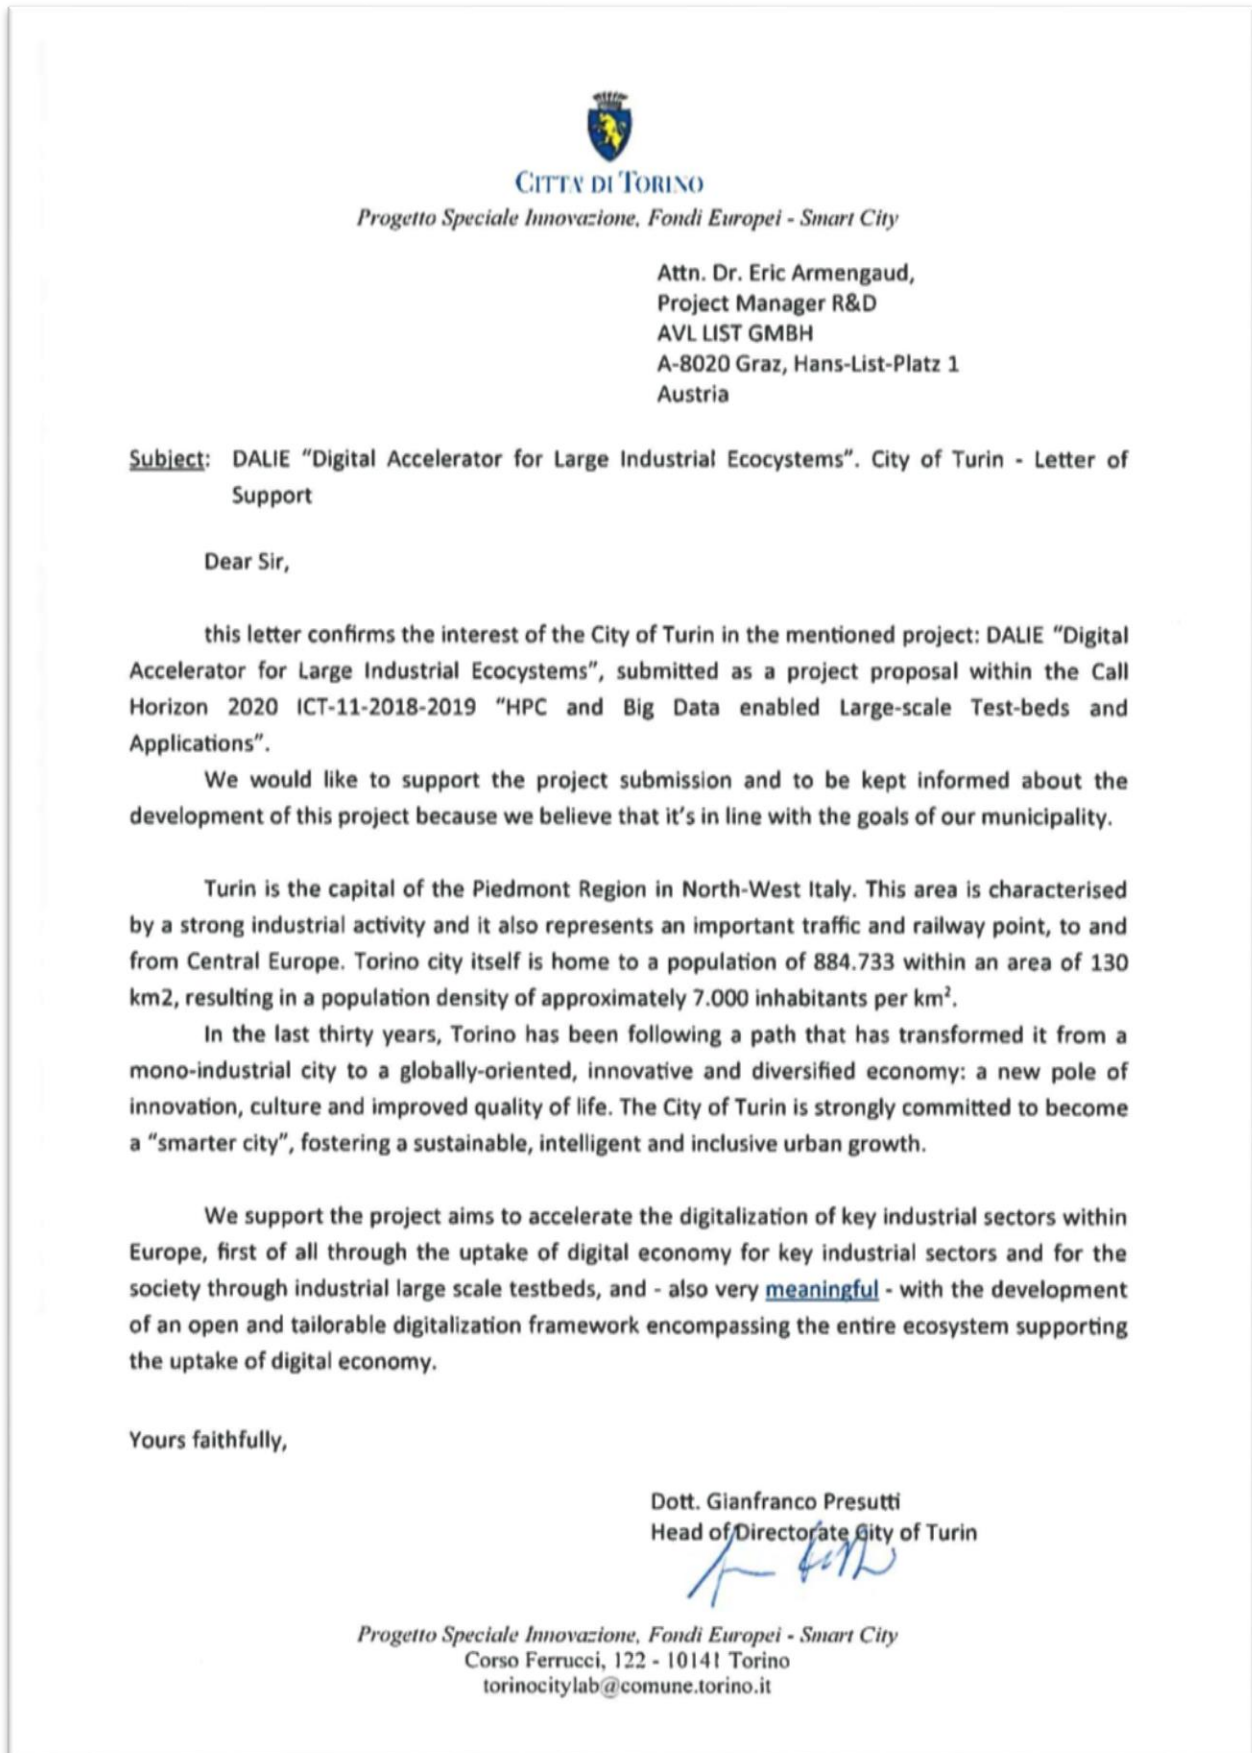 CITTA DI TORINO
Progetto Speciale Innovazione, Fondi Europei - Smart City
Attn. Dr. Eric Armengaud,
Project Manager R&D
AVL LIST GMBH
A-8020 Graz, Hans-List-Platz 1
Austria
Subject: DALIE “Digital Accelerator for Large Industrial Ecocystems”. City of Turin - Letter of
Support
Dear Sir,
this letter confirms the interest of the City of Turin in the mentioned project: DALIE “Digital
Accelerator for Large Industrial Ecocystems”, submitted as a project proposal within the Call
Horizon 2020 ICT-11-2018-2019 “HPC and Big Data enabled Large-scale Test-beds and
Applications”.
We would like to support the project submission and to be kept informed about the
development of this project because we believe that it’s in line with the goals of our municipality.
Turin is the capital of the Piedmont Region in North-West Italy. This area is characterised
by a strong industrial activity and it also represents an important traffic and railway point, to and
from Central Europe. Torino city itself is home to a population of 884.733 within an area of 130
km2, resulting in a population density of approximately 7.000 inhabitants per km².
In the last thirty years, Torino has been following a path that has transformed it from a
mono-industrial city to a globally-oriented, innovative and diversified economy: a new pole of
innovation, culture and improved quality of life. The City of Turin is strongly committed to become
a “smarter city”, fostering a sustainable, intelligent and inclusive urban growth.
We support the project aims to accelerate the digitalization of key industrial sectors within
Europe, first of all through the uptake of digital economy for key industrial sectors and for the
society through industrial large scale testbeds, and - also very meaningful - with the development
of an open and tailorable digitalization framework encompassing the entire ecosystem supporting
the uptake of digital economy.
Yours faithfully,
Dott. Gianfranco Presutti
Head of Directorate City of Turin
Progetto Speciale Innovazione, Fondi Europei - Smart City
Corso Ferrucci, 122 - 10141 Torino
torinocitylab@comune.torino.it